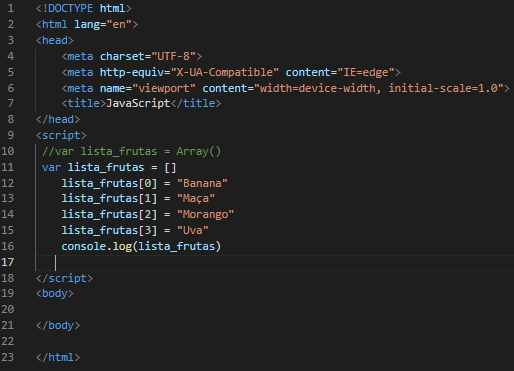 1 <!DOCTYPE html>
2 <html lang="en">
3 <head>
4     <meta charset="UTF-8">
5     <meta http-equiv="X-UA-Compatible" content="IE=edge">
6     <meta name="viewport" content="width=device-width, initial-scale=1.0">
7     <title>JavaScript</title>
8 </head>
9 <script>
10  //var lista_frutas = Array()
11  var lista_frutas = []
12     lista_frutas[0] = "Banana"
13     lista_frutas[1] = "Maça"
14     lista_frutas[2] = "Morango"
15     lista_frutas[3] = "Uva"
16     console.log(lista_frutas)
17
18 </script>
19 <body>
20
21 </body>
22
23 </html>